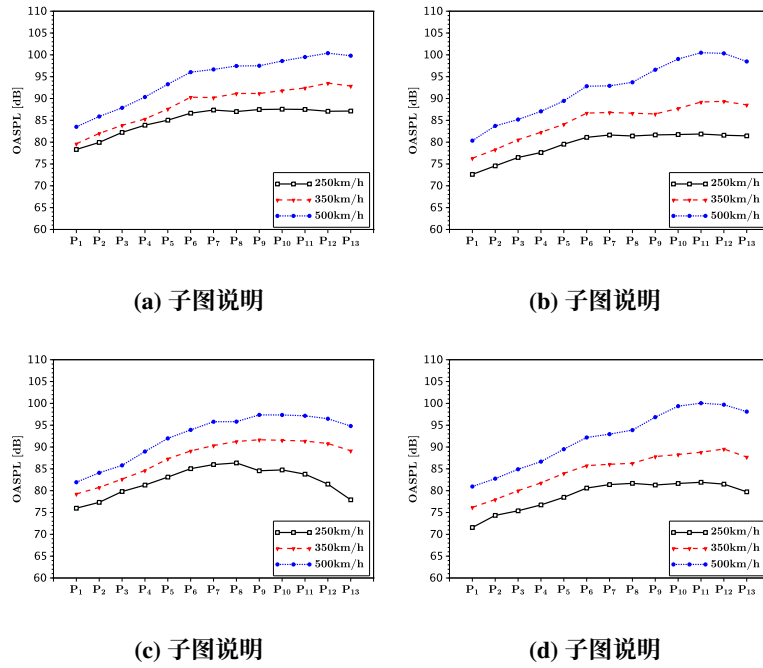 110
105
100
95
90
85
80
75
70
65
60
OASPL [dB]
250km/h
350km/h
500km/h
P₁ P₂ P₃ P₄ P₅ P₆ P₇ P₈ P₉ P₁₀ P₁₁ P₁₂ P₁₃
(a) 子图说明
110
105
100
95
90
85
80
75
70
65
60
OASPL [dB]
250km/h
350km/h
500km/h
P₁ P₂ P₃ P₄ P₅ P₆ P₇ P₈ P₉ P₁₀ P₁₁ P₁₂ P₁₃
(b) 子图说明
110
105
100
95
90
85
80
75
70
65
60
OASPL [dB]
250km/h
350km/h
500km/h
P₁ P₂ P₃ P₄ P₅ P₆ P₇ P₈ P₉ P₁₀ P₁₁ P₁₂ P₁₃
(c) 子图说明
110
105
100
95
90
85
80
75
70
65
60
OASPL [dB]
250km/h
350km/h
500km/h
P₁ P₂ P₃ P₄ P₅ P₆ P₇ P₈ P₉ P₁₀ P₁₁ P₁₂ P₁₃
(d) 子图说明